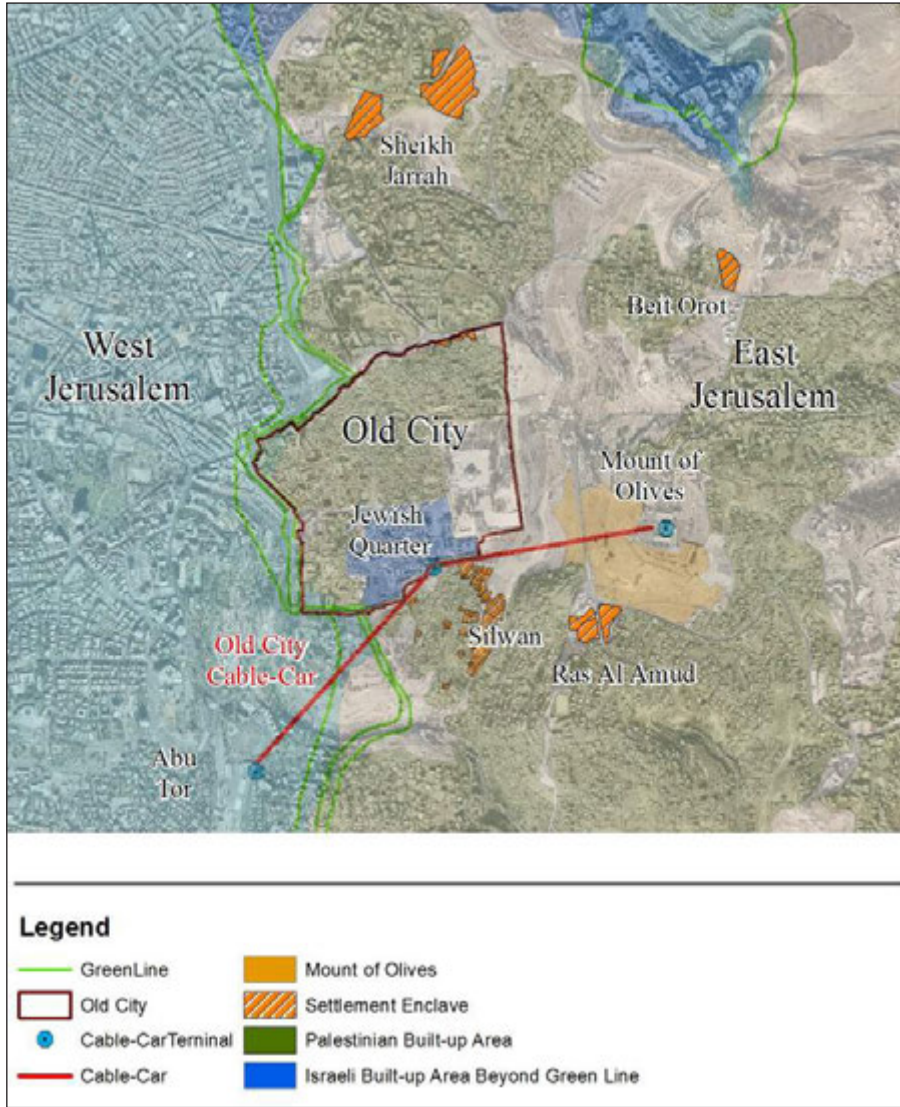 Sheikh
Jarrah
Beit Orot
West
Jerusalem
East
Jerusalem
Old City
Mount of
Olives
Jewish
Quarter
Old City
Cable-Car
Silwan
Ras Al Amud
Abu
Tor
Legend
GreenLine
Old City
Cable-CarTerninal
Cable-Car
Mount of Olives
Settlement Enclave
Palestinian Built-up Area
Israeli Built-up Area Beyond Green Line